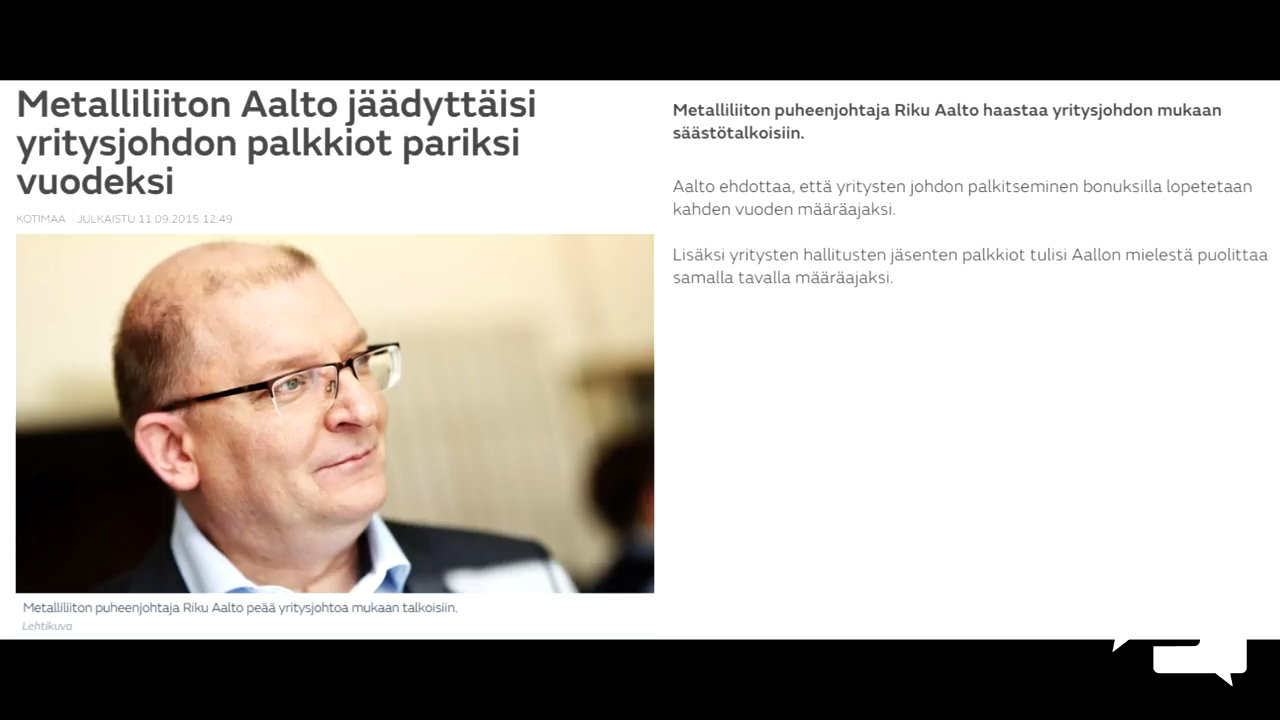 Metalliliiton Aalto jäädyttäisi
yritysjohdon palkkiot pariksi
vuodeksi
KOTIMAA | JULKAISTU 11.09.2015 12:49
Metalliliiton puheenjohtaja Riku Aalto peää yritysjohtoa mukaan talkoisiin.
Lehtikuva
Metalliliiton puheenjohtaja Riku Aalto haastaa yritysjohdon mukaan
säästötalkoisiin.
Aalto ehdottaa, että yritysten johdon palkitseminen bonuksilla lopetetaan
kahden vuoden määräajaksi.
Lisäksi yritysten hallitusten jäsenten palkkiot tulisi Aallon mielestä puolittaa
samalla tavalla määräajaksi.